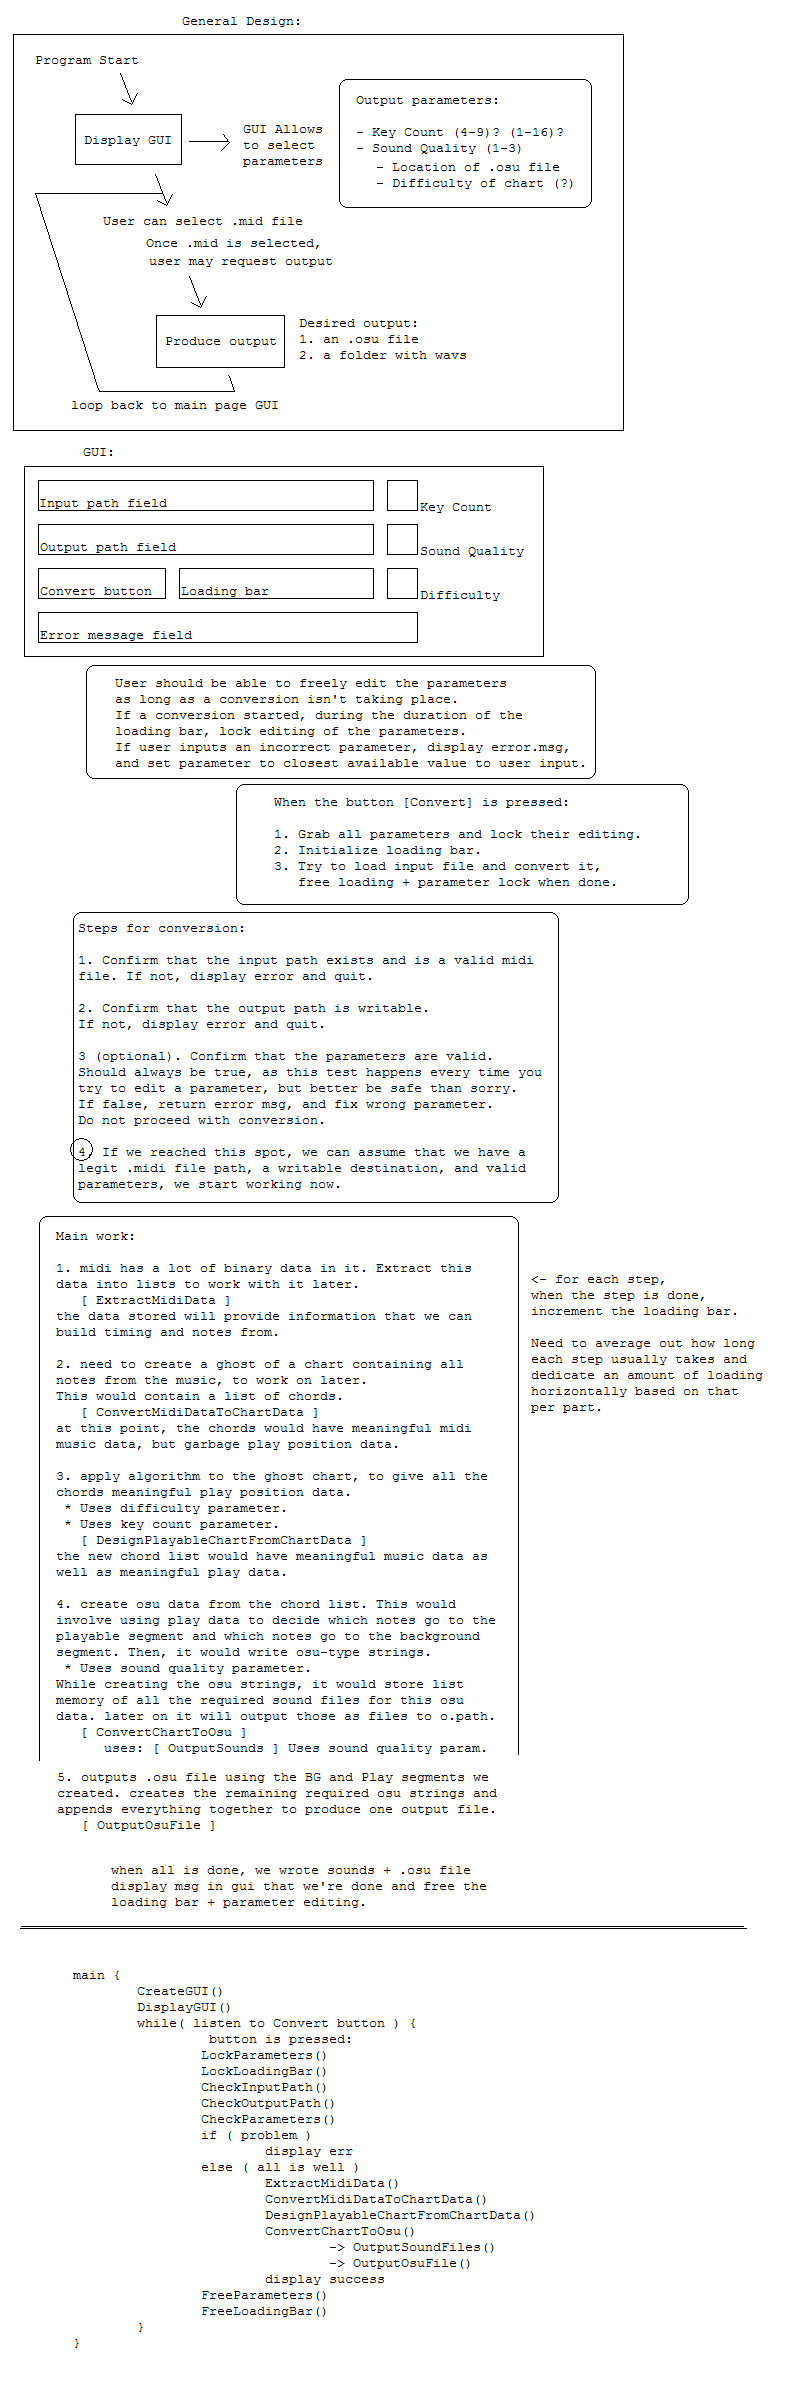 General Design:
Program Start
Display GUI
GUI Allows
to select
parameters
Output parameters:
- Key Count (4-9)? (1-16)?
- Sound Quality (1-3)
- Location of .osu file
- Difficulty of chart (?)
User can select .mid file
Once .mid is selected,
user may request output
Produce output
Desired output:
1. an .osu file
2. a folder with wavs
loop back to main page GUI
GUI:
Input path field
Key Count
Output path field
Sound Quality
Convert button
Loading bar
Difficulty
Error message field
User should be able to freely edit the parameters
as long as a conversion isn't taking place.
If a conversion started, during the duration of the
loading bar, lock editing of the parameters.
If user inputs an incorrect parameter, display error.msg,
and set parameter to closest available value to user input.
When the button [Convert] is pressed:
1. Grab all parameters and lock their editing.
2. Initialize loading bar.
3. Try to load input file and convert it,
free loading + parameter lock when done.
Steps for conversion:
1. Confirm that the input path exists and is a valid midi
file. If not, display error and quit.
2. Confirm that the output path is writable.
If not, display error and quit.
3 (optional). Confirm that the parameters are valid.
Should always be true, as this test happens every time you
try to edit a parameter, but better be safe than sorry.
If false, return error msg, and fix wrong parameter.
Do not proceed with conversion.
4. If we reached this spot, we can assume that we have a
legit .midi file path, a writable destination, and valid
parameters, we start working now.
Main work:
1. midi has a lot of binary data in it. Extract this
data into lists to work with it later.
[ ExtractMidiData ]
the data stored will provide information that we can
build timing and notes from.
2. need to create a ghost of a chart containing all
notes from the music, to work on later.
This would contain a list of chords.
[ ConvertMidiDataToChartData ]
at this point, the chords would have meaningful midi
music data, but garbage play position data.
3. apply algorithm to the ghost chart, to give all the
chords meaningful play position data.
* Uses difficulty parameter.
* Uses key count parameter.
[ DesignPlayableChartFromChartData ]
the new chord list would have meaningful music data as
well as meaningful play data.
4. create osu data from the chord list. This would
involve using play data to decide which notes go to the
playable segment and which notes go to the background
segment. Then, it would write osu-type strings.
* Uses sound quality parameter.
While creating the osu strings, it would store list
memory of all the required sound files for this osu
data. later on it will output those as files to o.path.
[ ConvertChartToOsu ]
uses: [ OutputSounds ] Uses sound quality param.
<- for each step,
when the step is done,
increment the loading bar.
Need to average out how long
each step usually takes and
dedicate an amount of loading
horizontally based on that
per part.
5. outputs .osu file using the BG and Play segments we
created. creates the remaining required osu strings and
appends everything together to produce one output file.
[ OutputOsuFile ]
when all is done, we wrote sounds + .osu file
display msg in gui that we're done and free the
loading bar + parameter editing.
main {
CreateGUI()
DisplayGUI()
while( listen to Convert button ) {
button is pressed:
LockParameters()
LockLoadingBar()
CheckInputPath()
CheckOutputPath()
CheckParameters()
if ( problem )
display err
else ( all is well )
ExtractMidiData()
ConvertMidiDataToChartData()
DesignPlayableChartFromChartData()
ConvertChartToOsu()
-> OutputSoundFiles()
-> OutputOsuFile()
display success
FreeParameters()
FreeLoadingBar()
}
}